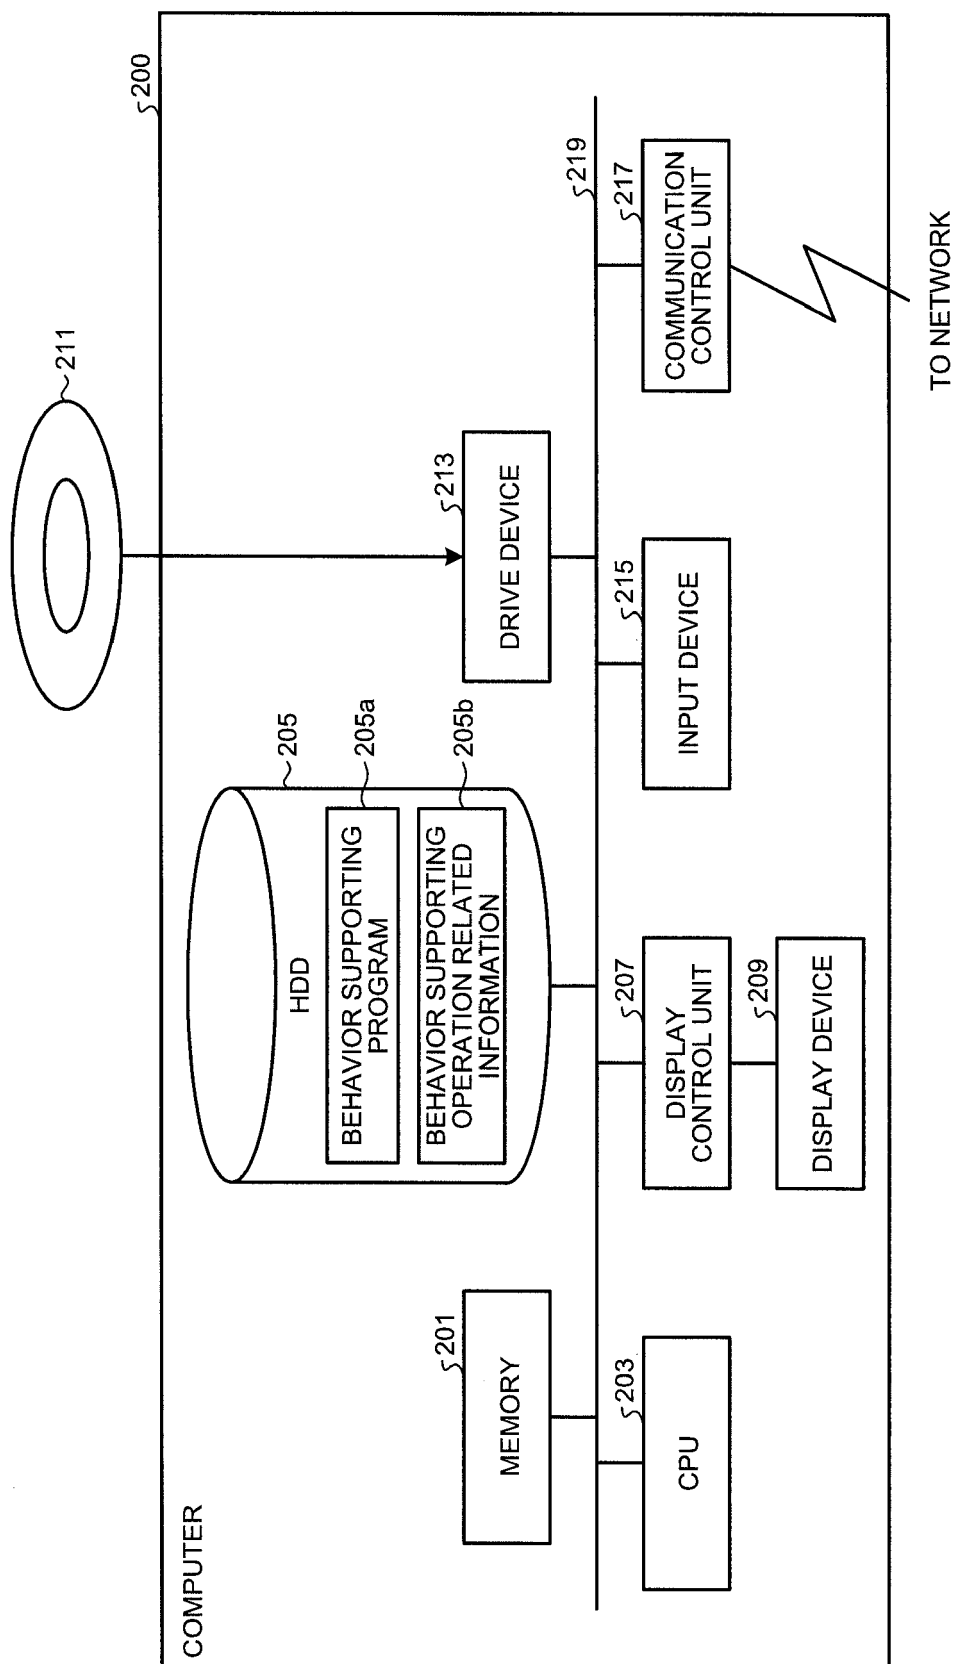 COMPUTER
200
211
MEMORY
201
HDD
205
BEHAVIOR SUPPORTING
PROGRAM
205a
BEHAVIOR SUPPORTING
OPERATION RELATED
INFORMATION
205b
DRIVE DEVICE
213
219
CPU
203
DISPLAY
CONTROL UNIT
207
DISPLAY DEVICE
209
INPUT DEVICE
215
COMMUNICATION
CONTROL UNIT
217
TO NETWORK